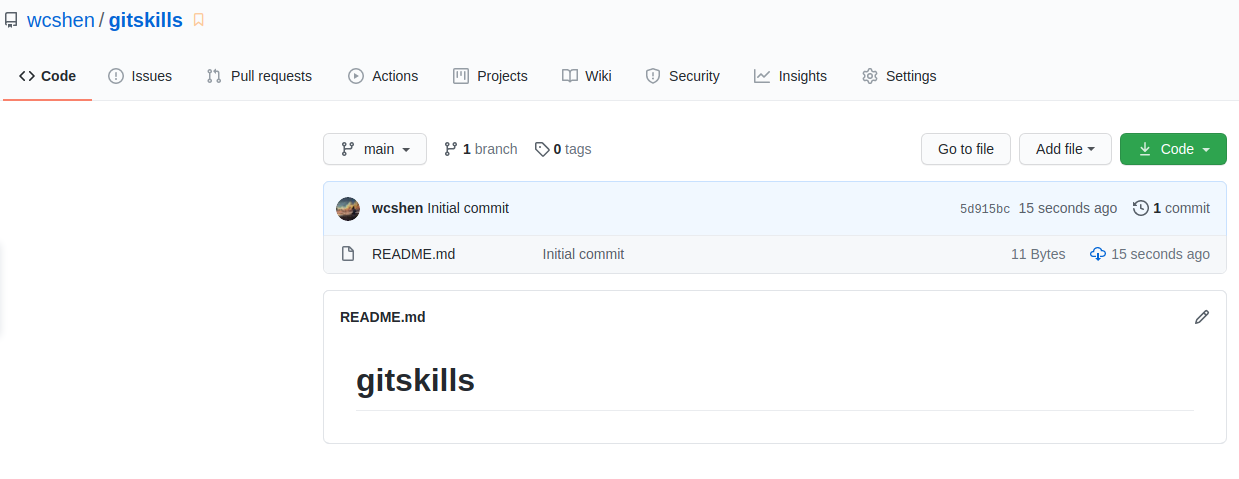 wcshen / gitskills
Code Issues Pull requests Actions Projects Wiki Security Insights Settings
main 1 branch 0 tags Go to file Add file Code
wcshen Initial commit 5d915bc 15 seconds ago 1 commit
README.md Initial commit 11 Bytes 15 seconds ago
README.md
gitskills